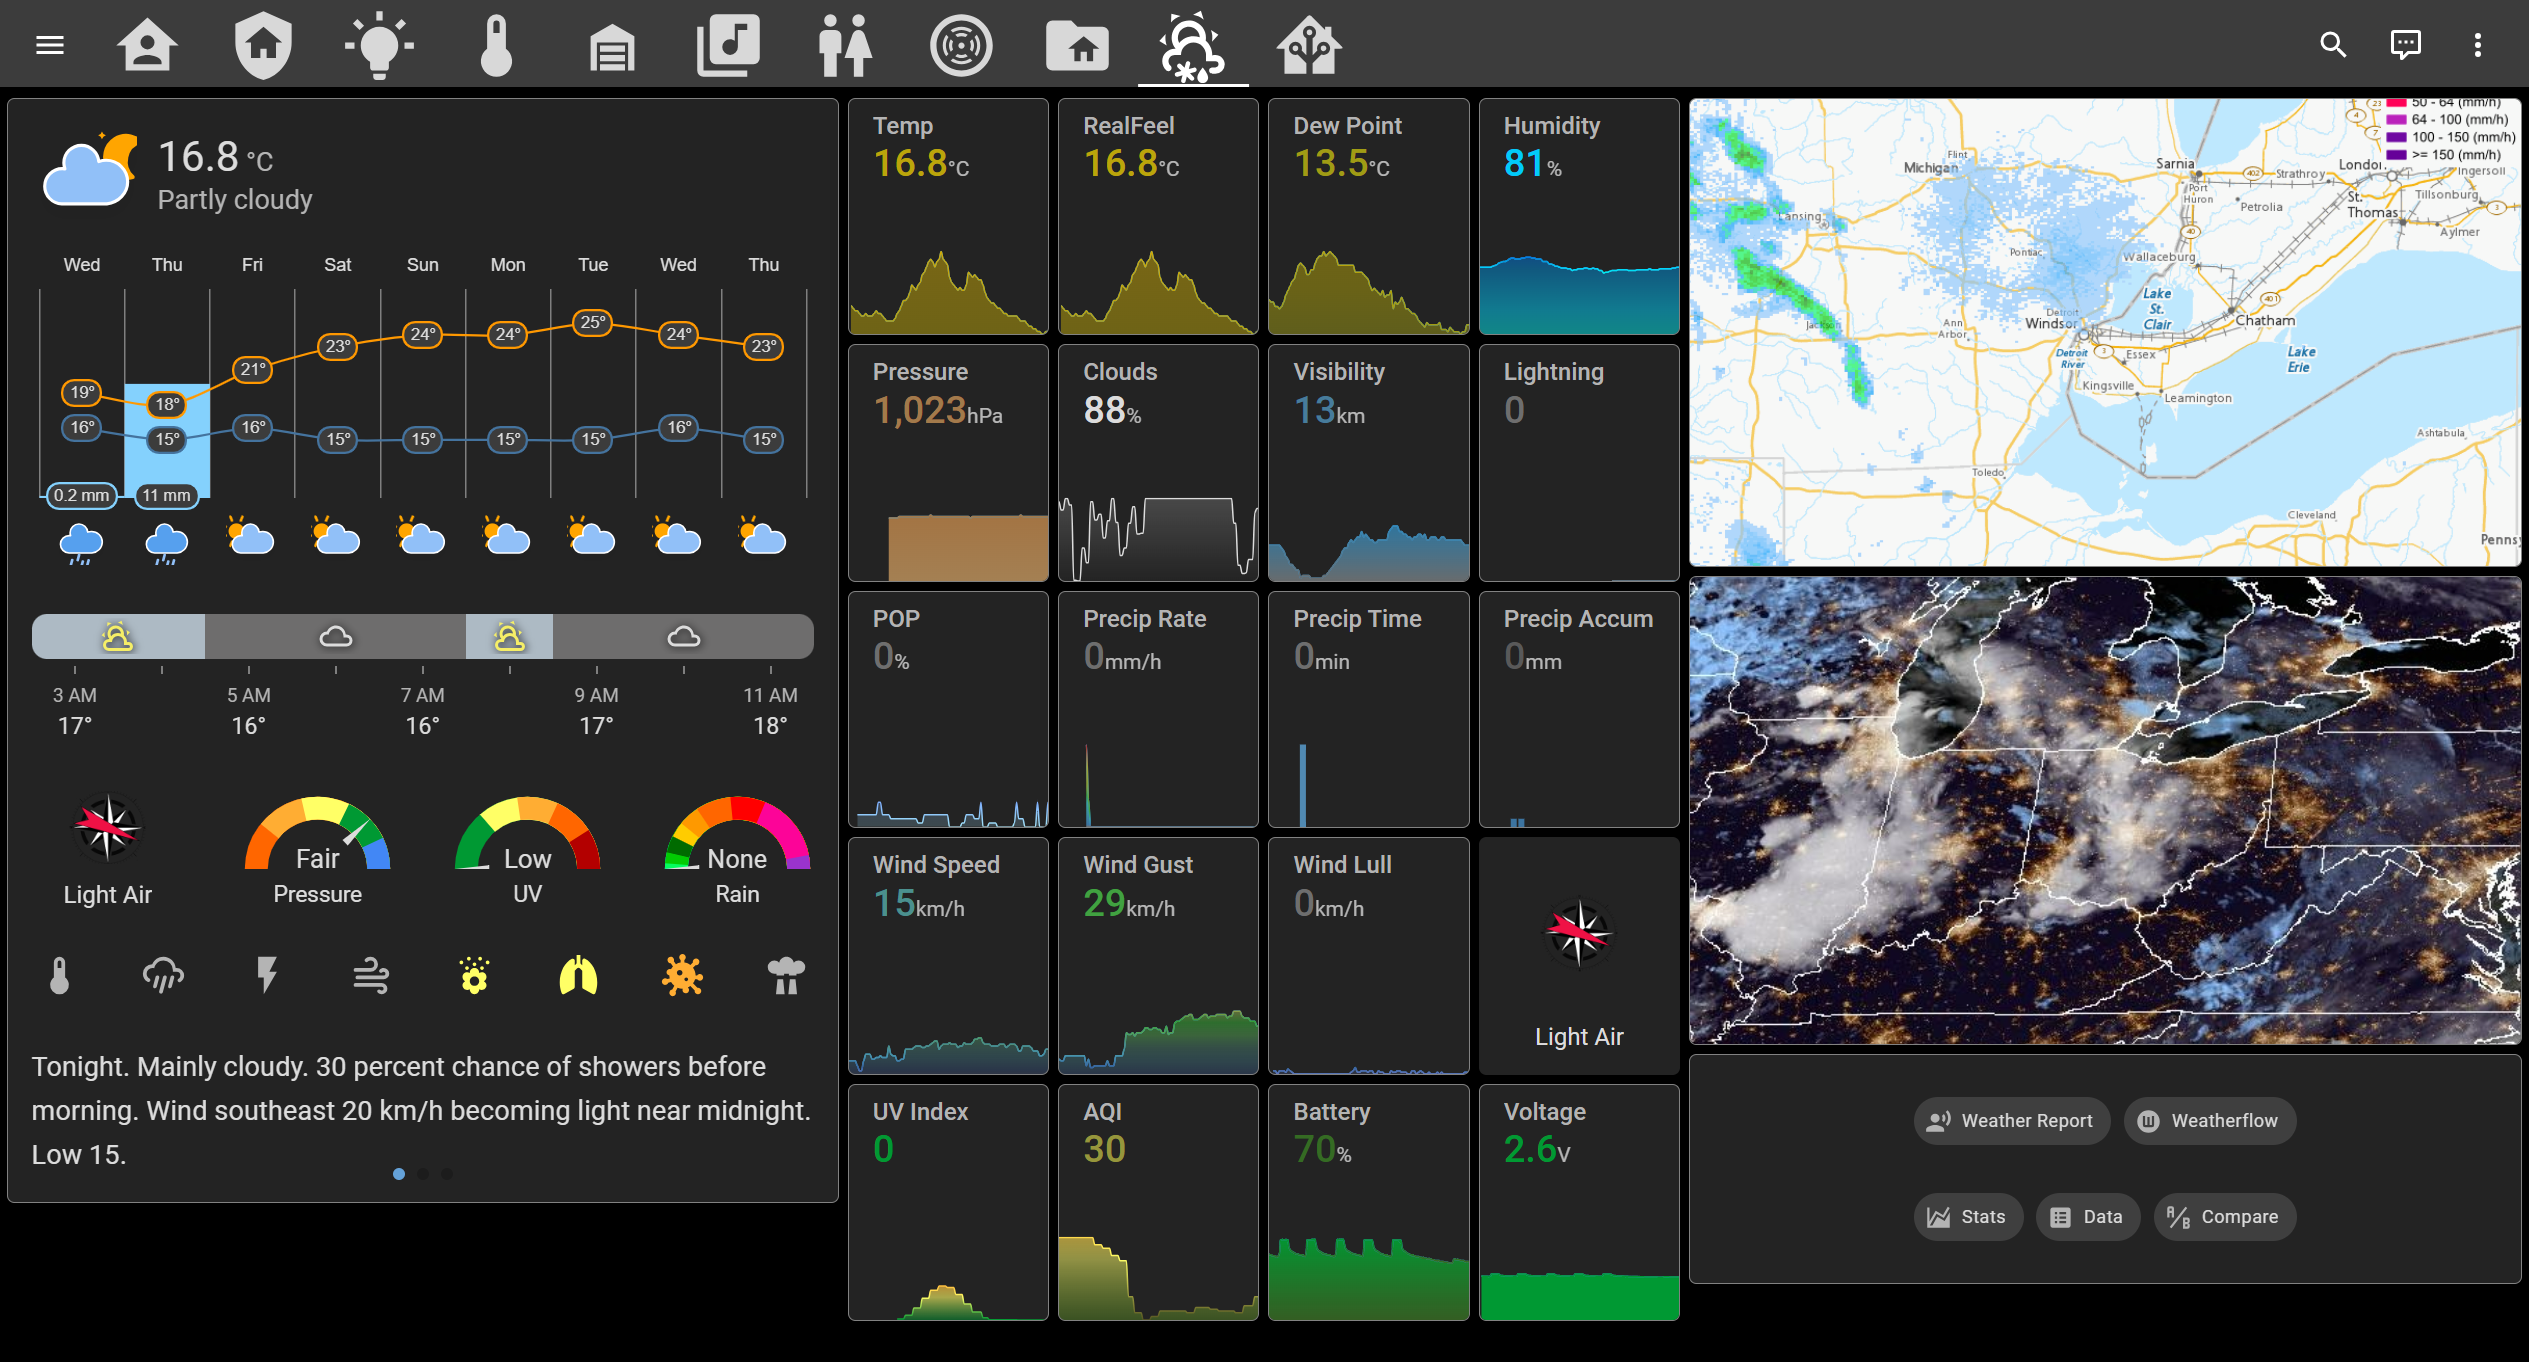 16.8 °C
Partly cloudy
Wed Thu Fri Sat Sun Mon Tue Wed Thu
19° 18° 21° 23° 24° 24° 25° 24° 23°
16° 15° 16° 15° 15° 15° 15° 16° 15°
0.2 mm 11 mm
3 AM 5 AM 7 AM 9 AM 11 AM
17° 16° 16° 17° 18°
Fair Low None
Light Air Pressure UV Rain
Tonight. Mainly cloudy. 30 percent chance of showers before
morning. Wind southeast 20 km/h becoming light near midnight.
Low 15.
Temp
16.8°C
RealFeel
16.8°C
Dew Point
13.5°C
Humidity
81%
Pressure
1,023hPa
Clouds
88%
Visibility
13km
Lightning
0
POP
0%
Precip Rate
0mm/h
Precip Time
0min
Precip Accum
0mm
Wind Speed
15km/h
Wind Gust
29km/h
Wind Lull
0km/h
Light Air
UV Index
0
AQI
30
Battery
70%
Voltage
2.6V
50 - 64 (mm/h)
64 - 100 (mm/h)
100 - 150 (mm/h)
>= 150 (mm/h)
23
4
7
Flint
Michigan
Sarnia
402
Strathroy
London
Ingersoll
Port
Huron
Petrolia
St.
Thomas
Tillsonburg
3
Lansing
40
Aylmer
Pontiac
Wallaceburg
Lake
St.
Clair
401
Detroit
Windsor
Chatham
Jackson
Ann
Arbor
Detroit
River
3
Essex
Lake
Erie
Kingsville
Leamington
Ashtabula
Toledo
Cleveland
Penns
Weather Report
W Weatherflow
Stats
Data
A/B Compare